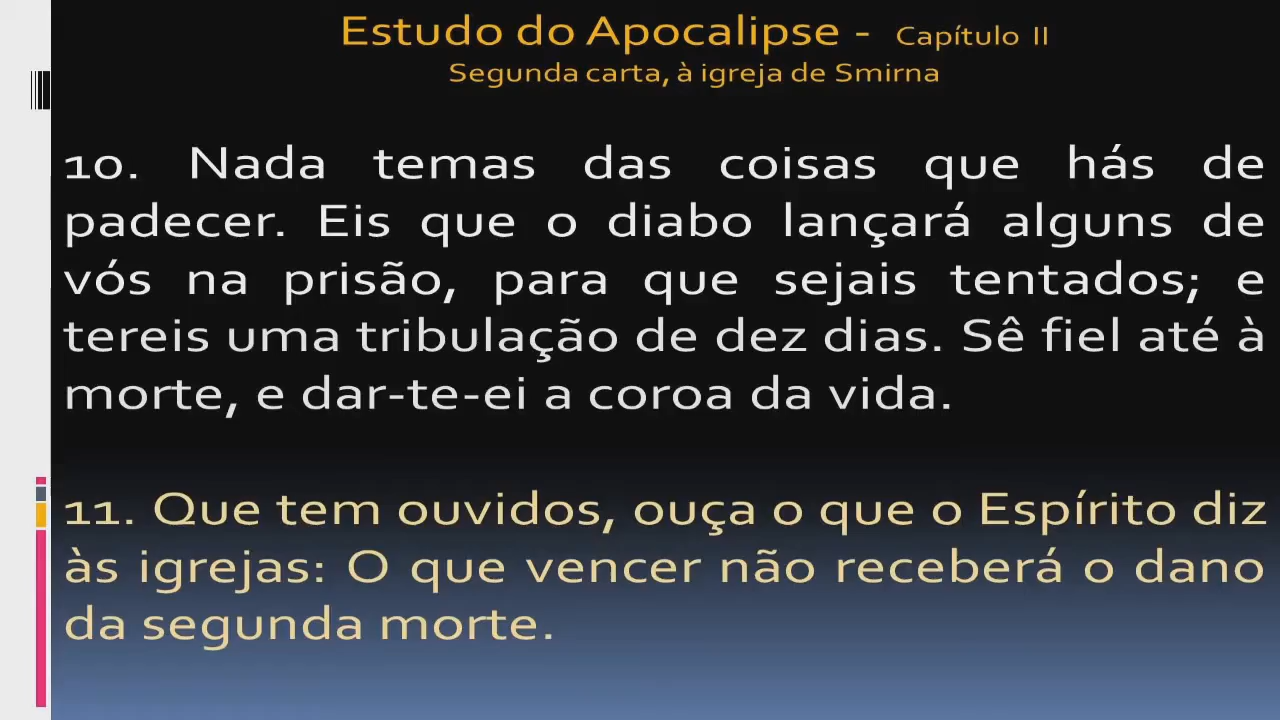 Estudo do Apocalipse - Capítulo II
Segunda carta, à igreja de Smirna
10. Nada temas das coisas que hás de
padecer. Eis que o diabo lançará alguns de
vós na prisão, para que sejais tentados; e
tereis uma tribulação de dez dias. Sê fiel até à
morte, e dar-te-ei a coroa da vida.
11. Que tem ouvidos, ouça o que o Espírito diz
às igrejas: O que vencer não receberá o dano
da segunda morte.